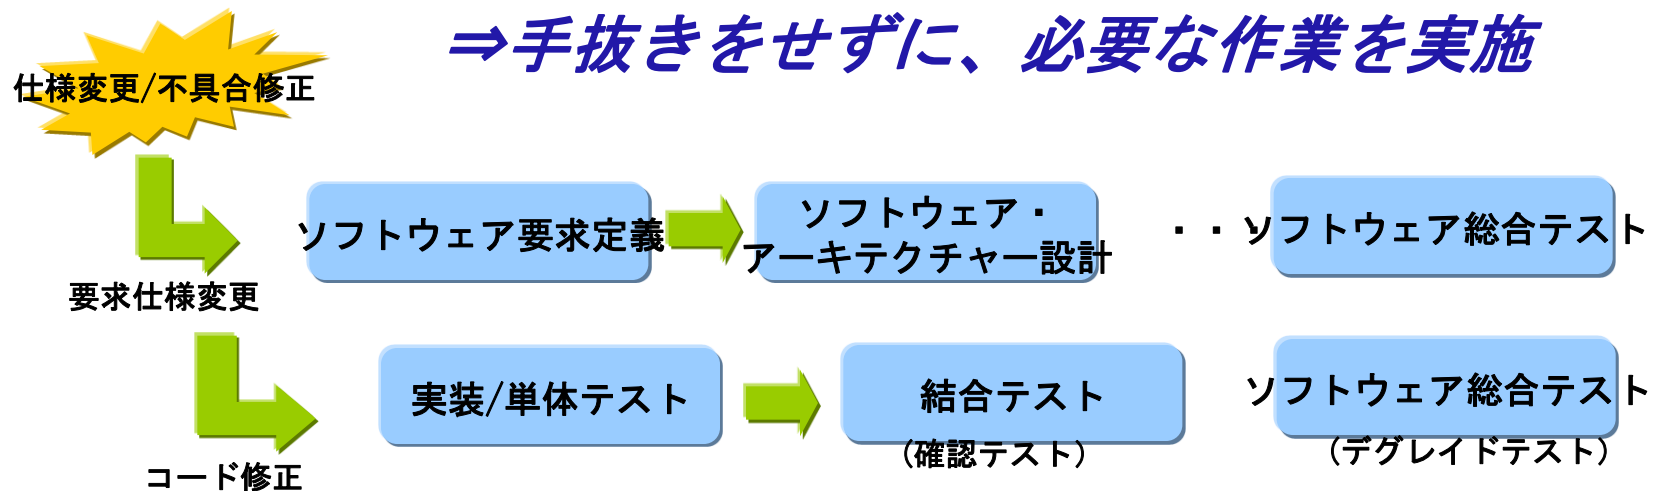 ⇒手抜きをせずに、必要な作業を実施
仕様変更/不具合修正
ソフトウェア要求定義
ソフトウェア・
アーキテクチャー設計
・・・
ソフトウェア総合テスト
要求仕様変更
実装/単体テスト
結合テスト
(確認テスト)
ソフトウェア総合テスト
(デグレイドテスト)
コード修正